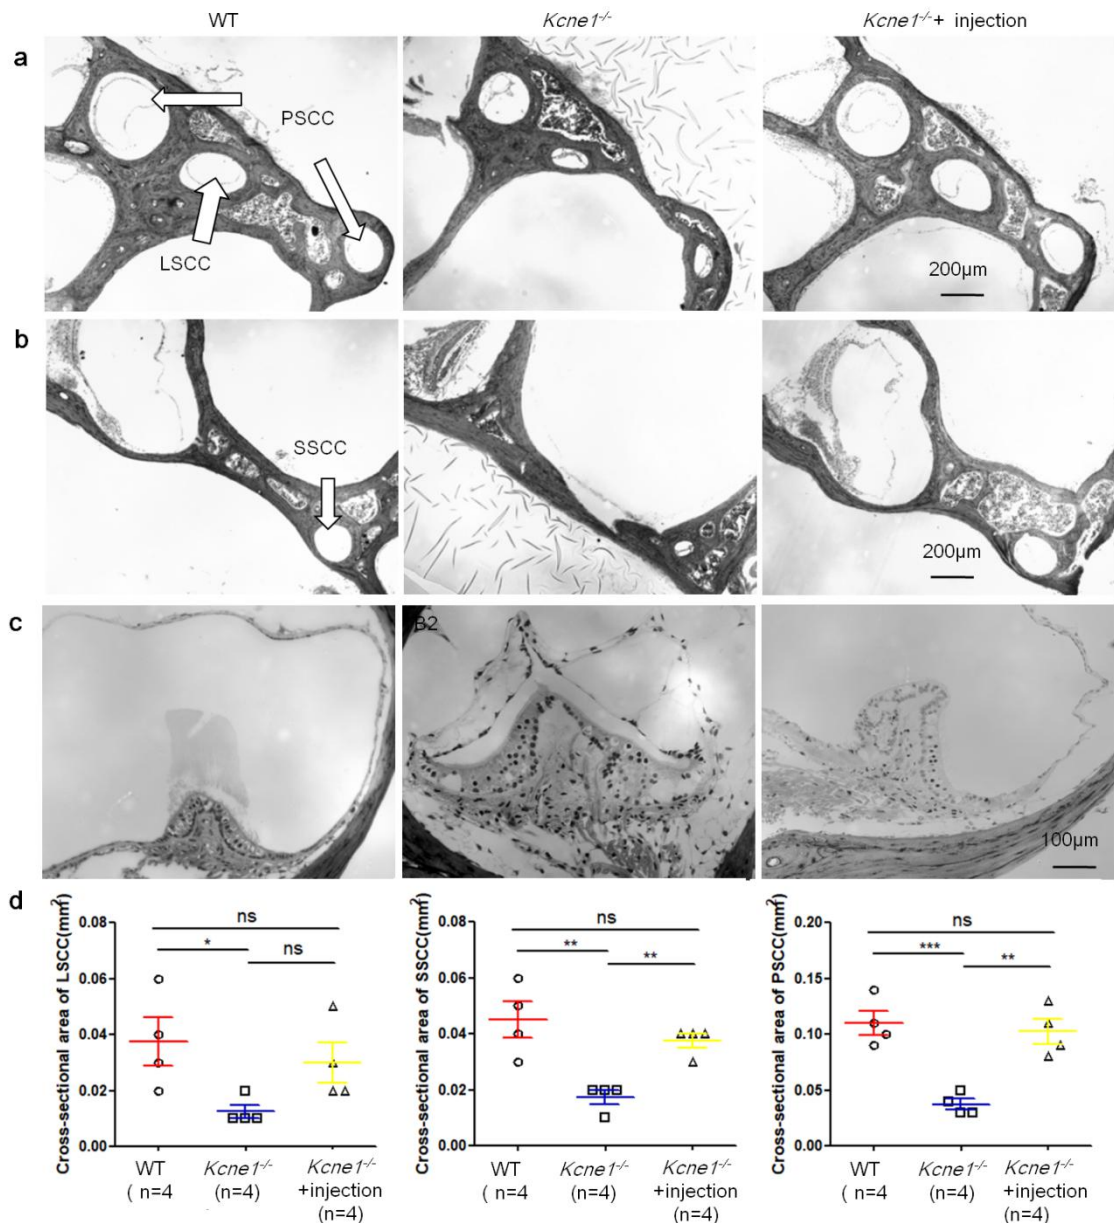 WT
Kcne1-/-
Kcne1-/-+ injection
a
PSCC
LSCC
200µm
b
SSCC
200µm
c
B2
100µm
d
Cross-sectional area of LSCC(mm2)
0.08
0.06
0.04
0.02
0.00
ns
*
ns
WT
( n=4
Kcne1-/-
(n=4)
Kcne1-/-
+injection
(n=4)
Cross-sectional area of SSCC(mm2)
0.08
0.06
0.04
0.02
0.00
ns
**
**
WT
( n=4
Kcne1-/-
(n=4)
Kcne1-/-
+injection
(n=4)
Cross-sectional area of PSCC(mm2)
0.20
0.15
0.10
0.05
0.00
ns
***
**
WT
( n=4
Kcne1-/-
(n=4)
Kcne1-/-
+injection
(n=4)